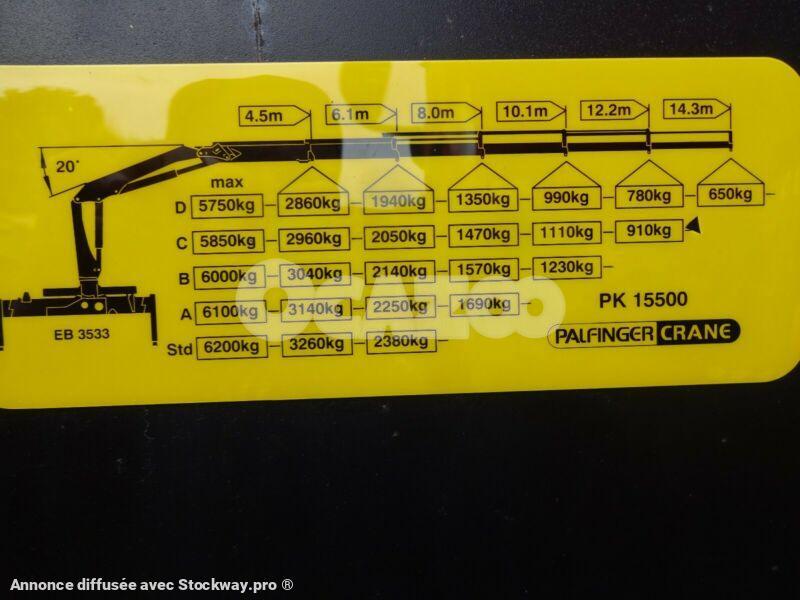 4.5m 6.1m 8.0m 10.1m 12.2m 14.3m
20°
max
D 5750kg 2860kg 1940kg 1350kg 990kg 780kg 650kg
C 5850kg 2960kg 2050kg 1470kg 1110kg 910kg
B 6000kg 3040kg 2140kg 1570kg 1230kg
A 6100kg 3140kg 2250kg 1690kg
PK 15500
EB 3533
PALFINGER CRANE
Std 6200kg 3260kg 2380kg
OCAZOO
Annonce diffusée avec Stockway.pro ®